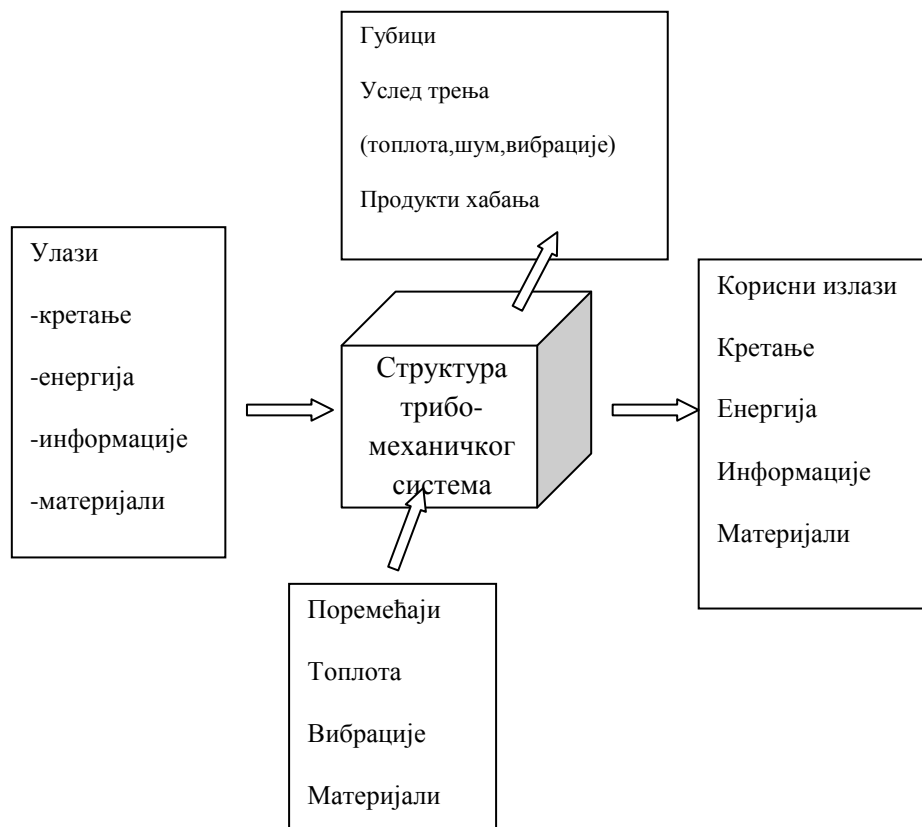 Губици
Услед трења
(топлота,шум,вибрације)
Продукти хабања
Улази
-кретање
-енергија
-информације
-материјали
Структура
трибо-
механичког
система
Корисни излази
Кретање
Енергија
Информације
Материјали
Поремећаји
Топлота
Вибрације
Материјали